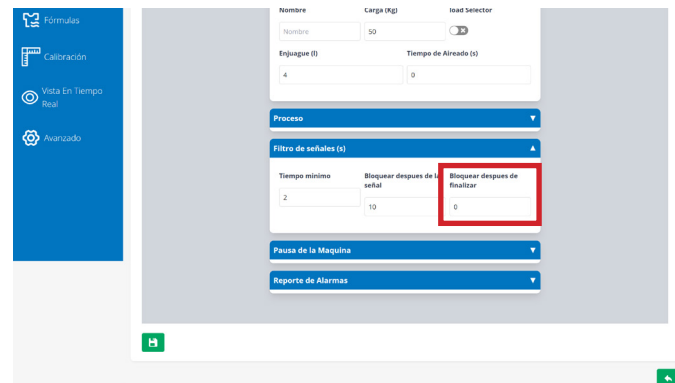 Fórmulas
Calibración
Vista En Tiempo
Real
Avanzado
Nombre Carga (Kg) load Selector
Nombre 50
Enjuague (l) Tiempo de Aireado (s)
4 0
Proceso
Filtro de señales (s)
Tiempo minimo
2
Bloquear despues de la
señal
10
Bloquear despues de
finalizar
0
Pausa de la Maquina
Reporte de Alarmas